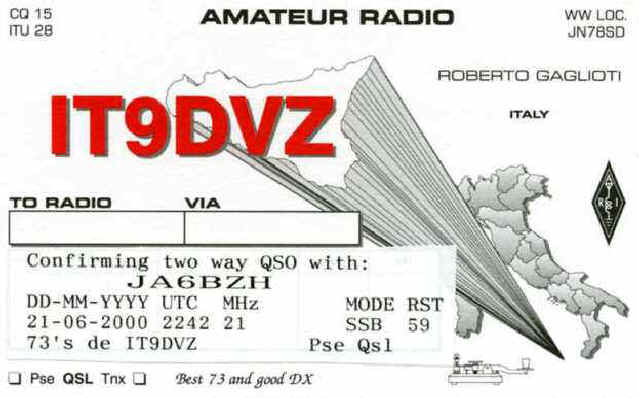 CQ 15
ITU 28
AMATEUR RADIO
WW LOC.
JN78SD
ROBERTO GAGLIOTI
ITALY
IT9DVZ
A R I
TO RADIO VIA
Confirming two way QSO with:
JA6BZH
DD-MM-YYYY UTC MHz MODE RST
21-06-2000 2242 21 SSB 59
73's de IT9DVZ Pse Qsl
Pse QSL Tnx
Best 73 and good DX